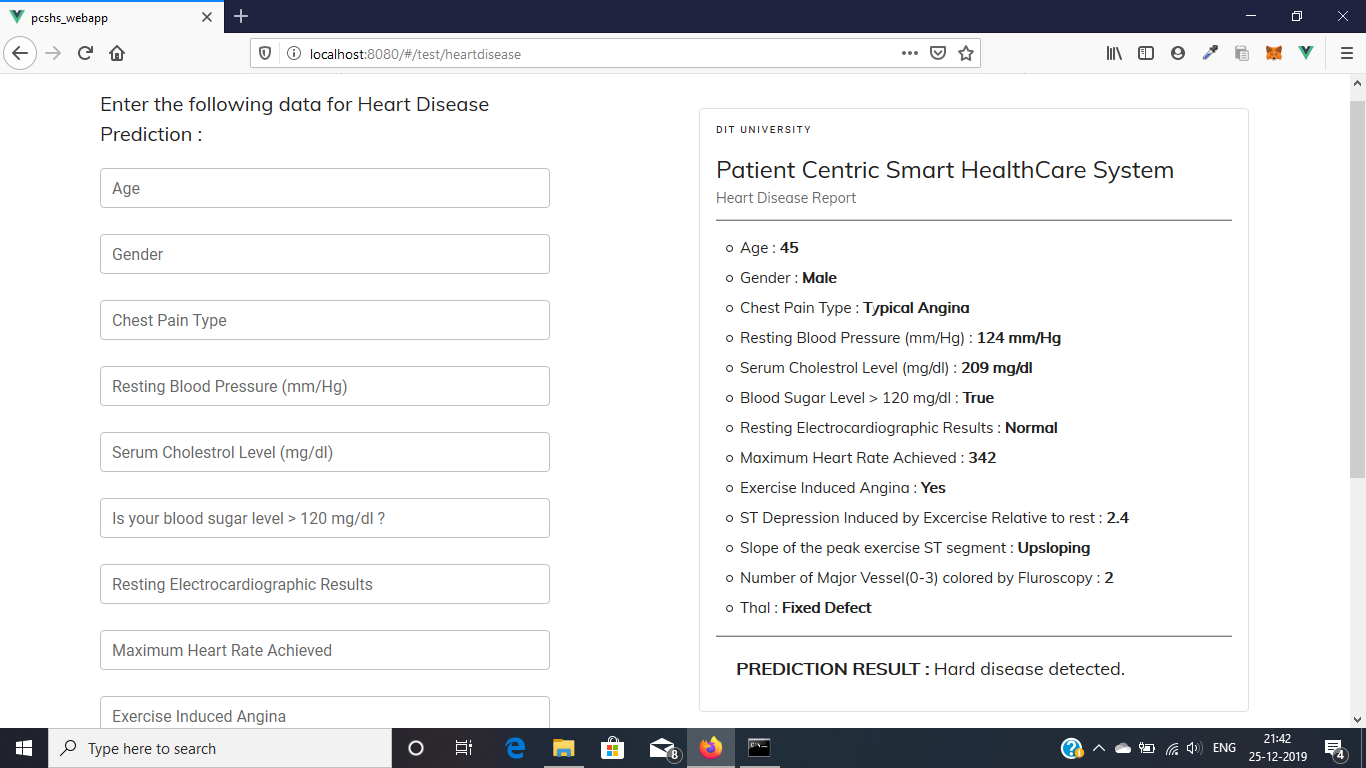 pcshs_webapp
localhost:8080/#/test/heartdisease
Enter the following data for Heart Disease
Prediction :
Age
Gender
Chest Pain Type
Resting Blood Pressure (mm/Hg)
Serum Cholestrol Level (mg/dl)
Is your blood sugar level > 120 mg/dl ?
Resting Electrocardiographic Results
Maximum Heart Rate Achieved
Exercise Induced Angina
DIT UNIVERSITY
Patient Centric Smart HealthCare System
Heart Disease Report
Age : 45
Gender : Male
Chest Pain Type : Typical Angina
Resting Blood Pressure (mm/Hg) : 124 mm/Hg
Serum Cholestrol Level (mg/dl) : 209 mg/dl
Blood Sugar Level > 120 mg/dl : True
Resting Electrocardiographic Results : Normal
Maximum Heart Rate Achieved : 342
Exercise Induced Angina : Yes
ST Depression Induced by Excercise Relative to rest : 2.4
Slope of the peak exercise ST segment : Upsloping
Number of Major Vessel(0-3) colored by Fluroscopy : 2
Thal : Fixed Defect
PREDICTION RESULT : Hard disease detected.
Type here to search
8
ENG
21:42
25-12-2019
4